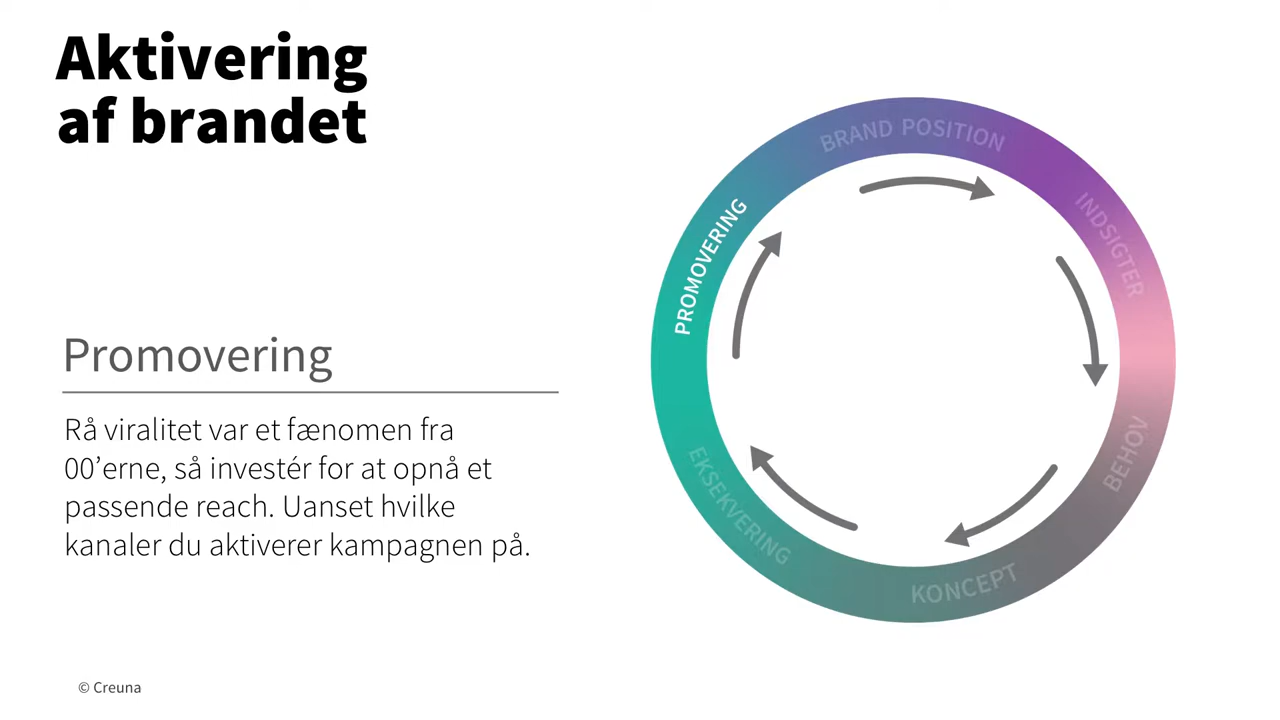 Aktivering
af brandet
Promovering
Rå viralitet var et fænomen fra
00’erne, så investér for at opnå et
passende reach. Uanset hvilke
kanaler du aktiverer kampagnen på.
BRAND POSITION
INDSIGTER
BEHOV
KONCEPT
EKSEKVERING
PROMOVERING
© Creuna